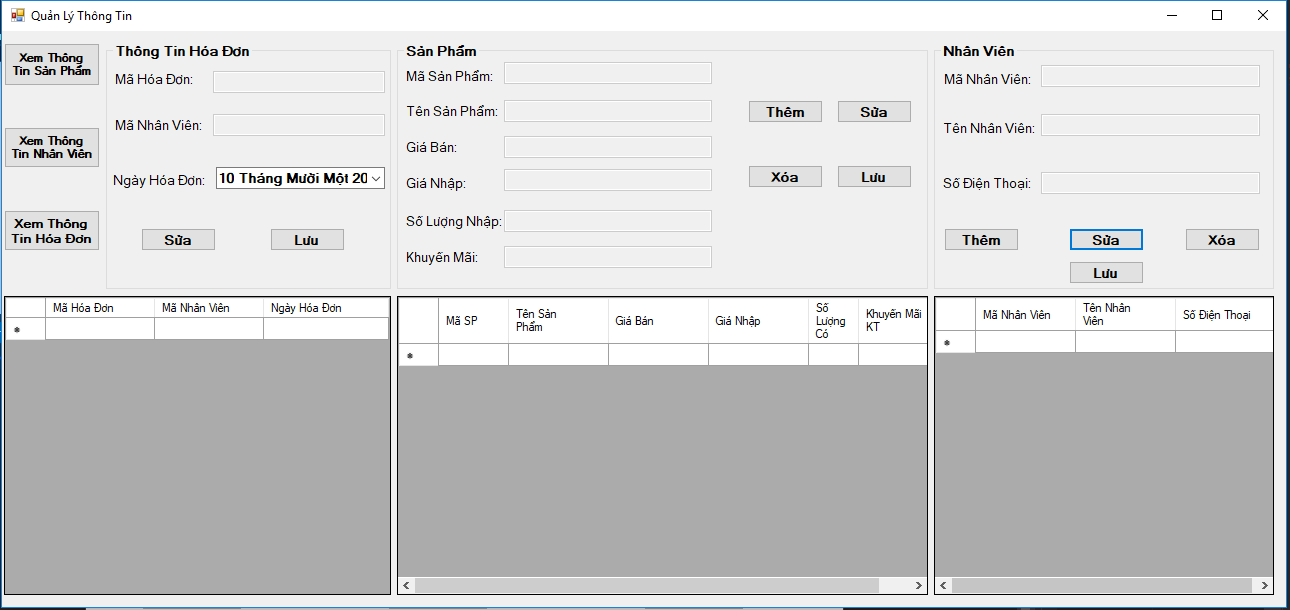 Quản Lý Thông Tin
Xem Thông
Tin Sản Phẩm
Xem Thông
Tin Nhân Viên
Xem Thông
Tin Hóa Đơn
Thông Tin Hóa Đơn
Mã Hóa Đơn:
Mã Nhân Viên:
Ngày Hóa Đơn:
10 Tháng Mười Một 20
Sửa
Lưu
Sản Phẩm
Mã Sản Phẩm:
Tên Sản Phẩm:
Giá Bán:
Giá Nhập:
Số Lượng Nhập:
Khuyến Mãi:
Thêm
Sửa
Xóa
Lưu
Nhân Viên
Mã Nhân Viên:
Tên Nhân Viên:
Số Điện Thoại:
Thêm
Sửa
Xóa
Lưu
Mã Hóa Đơn
Mã Nhân Viên
Ngày Hóa Đơn
Mã SP
Tên Sản
Phẩm
Giá Bán
Giá Nhập
Số
Lượng
Có
Khuyến Mãi
KT
Mã Nhân Viên
Tên Nhân
Viên
Số Điện Thoại